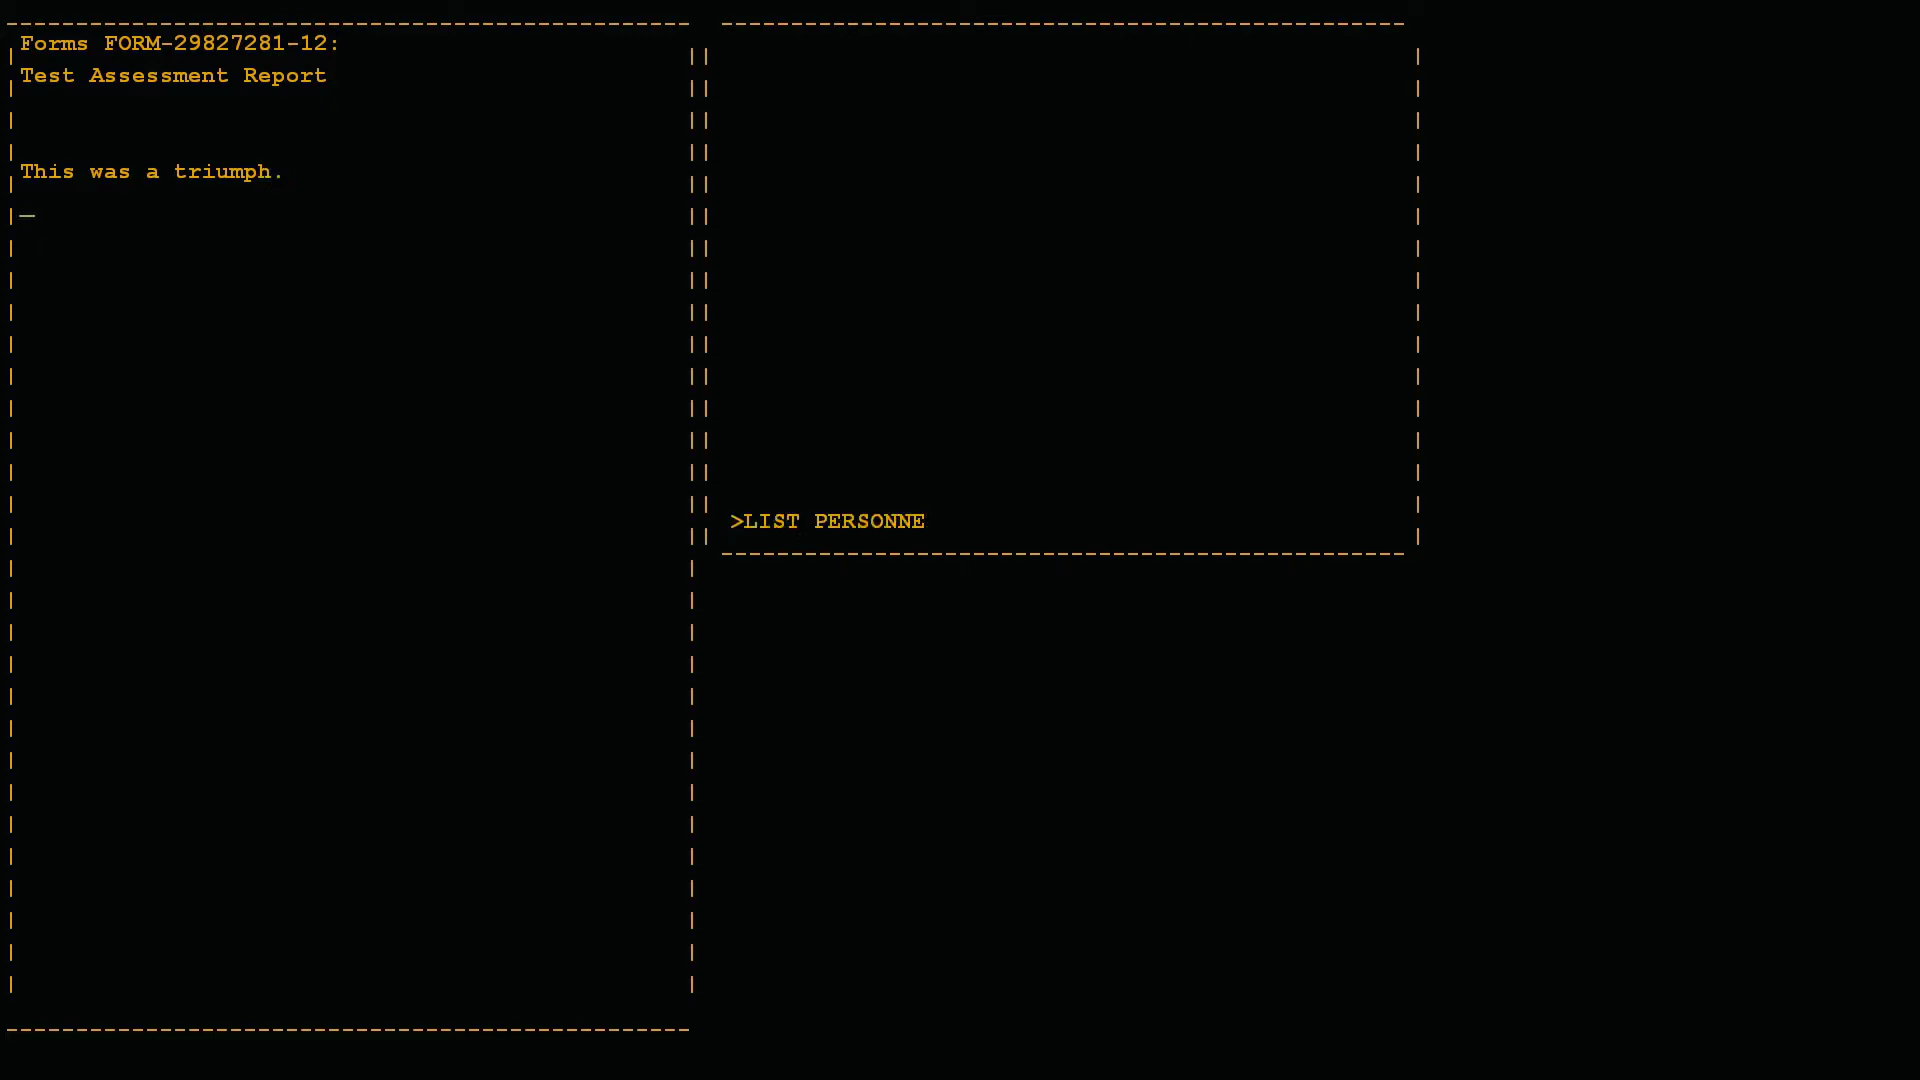 Forms FORM-29827281-12:
Test Assessment Report
This was a triumph.
>LIST PERSONNE